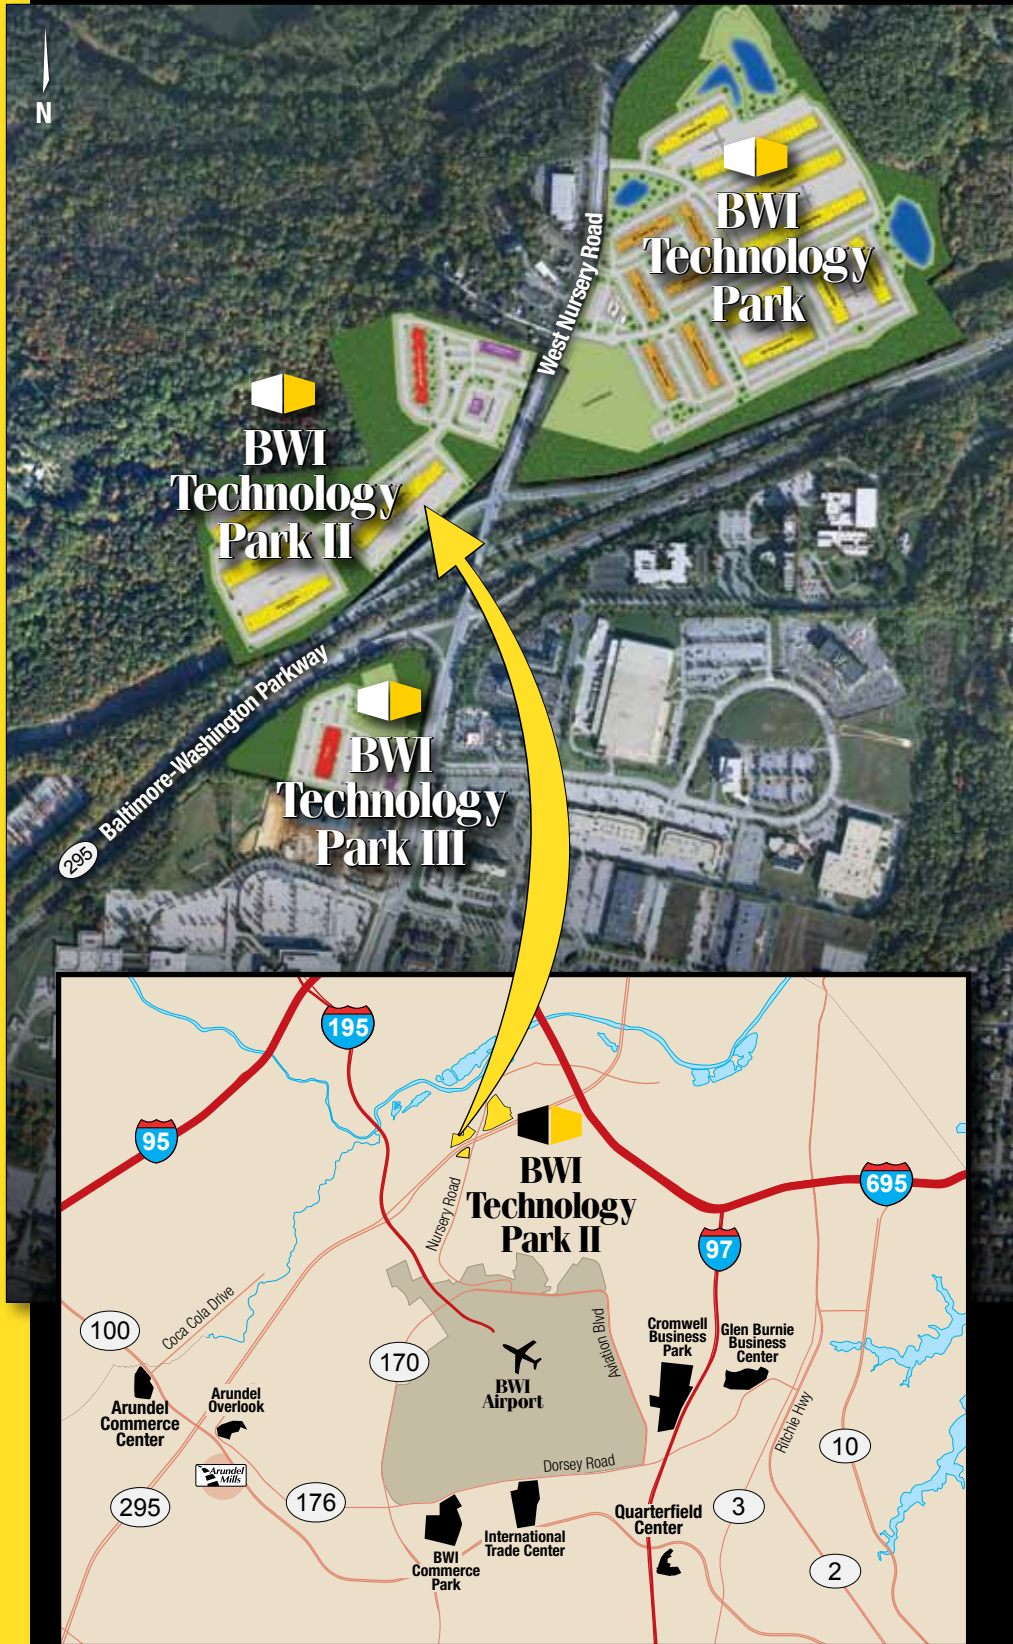 N
BWI
Technology
Park
West Nursery Road
BWI
Technology
Park II
Baltimore-Washington Parkway
295
BWI
Technology
Park III
195
95
695
97
BWI
Technology
Park II
Nursery Road
Coca Cola Drive
100
170
BWI
Airport
Aviation Blvd
Cromwell
Business
Park
Glen Burnie
Business
Center
Arundel
Commerce
Center
Arundel
Overlook
Arundel
Mills
Ritchie Hwy
10
Dorsey Road
295
176
BWI
Commerce
Park
International
Trade Center
Quarterfield
Center
3
2